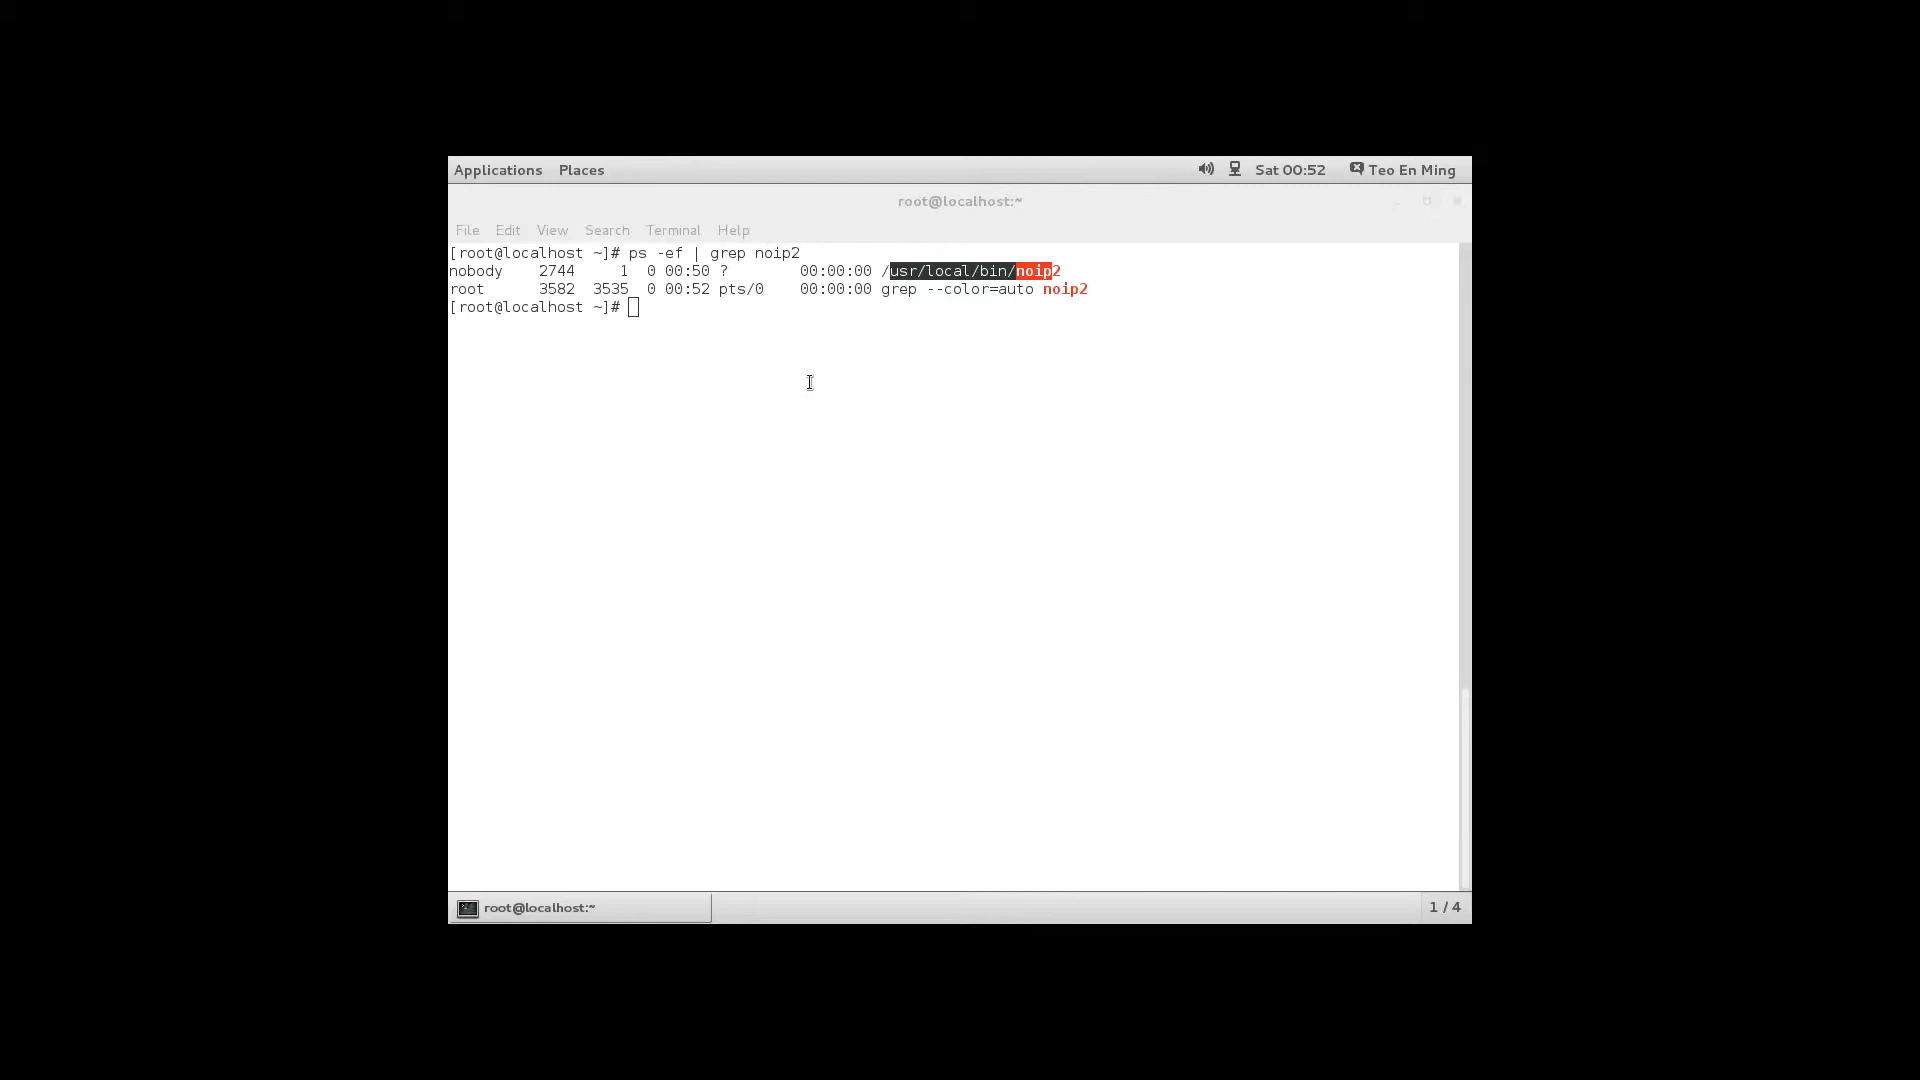 Applications Places Sat 00:52 Teo En Ming
root@localhost:~
File Edit View Search Terminal Help
[root@localhost ~]# ps -ef | grep noip2
nobody    2744     1  0 00:50 ?        00:00:00 /usr/local/bin/noip2
root      3582  3535  0 00:52 pts/0    00:00:00 grep --color=auto noip2
[root@localhost ~]#
root@localhost:~ 1 / 4